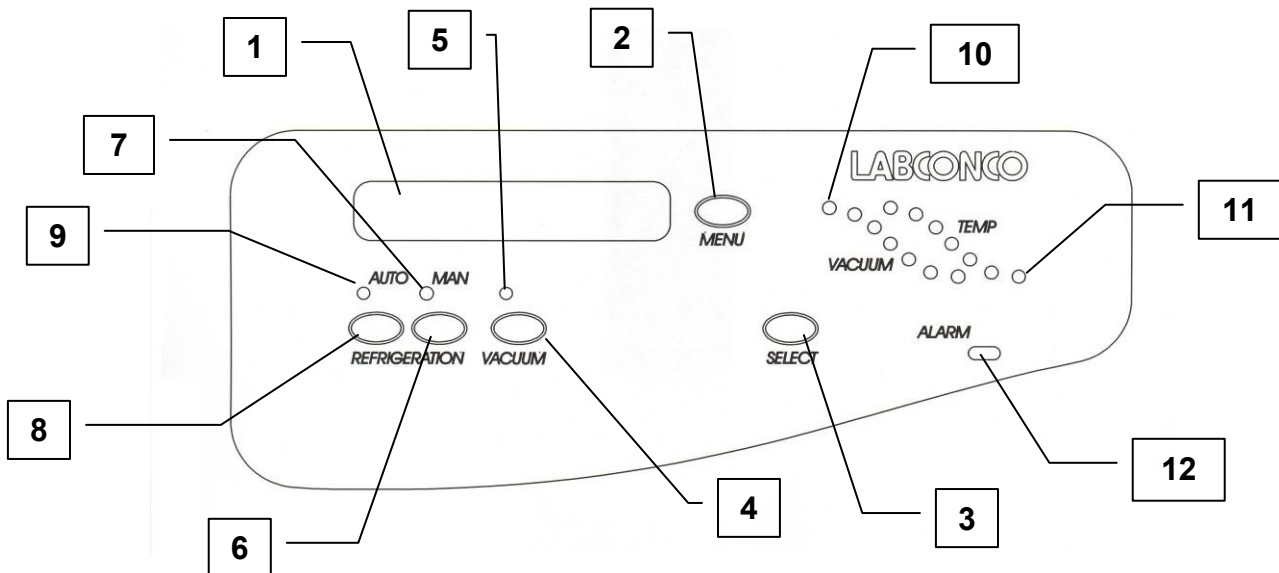 1
5
2
10
7
LABCONCO
9
11
TEMP
MENU
VACUUM
AUTO
MAN
ALARM
REFRIGERATION
VACUUM
SELECT
8
12
6
4
3